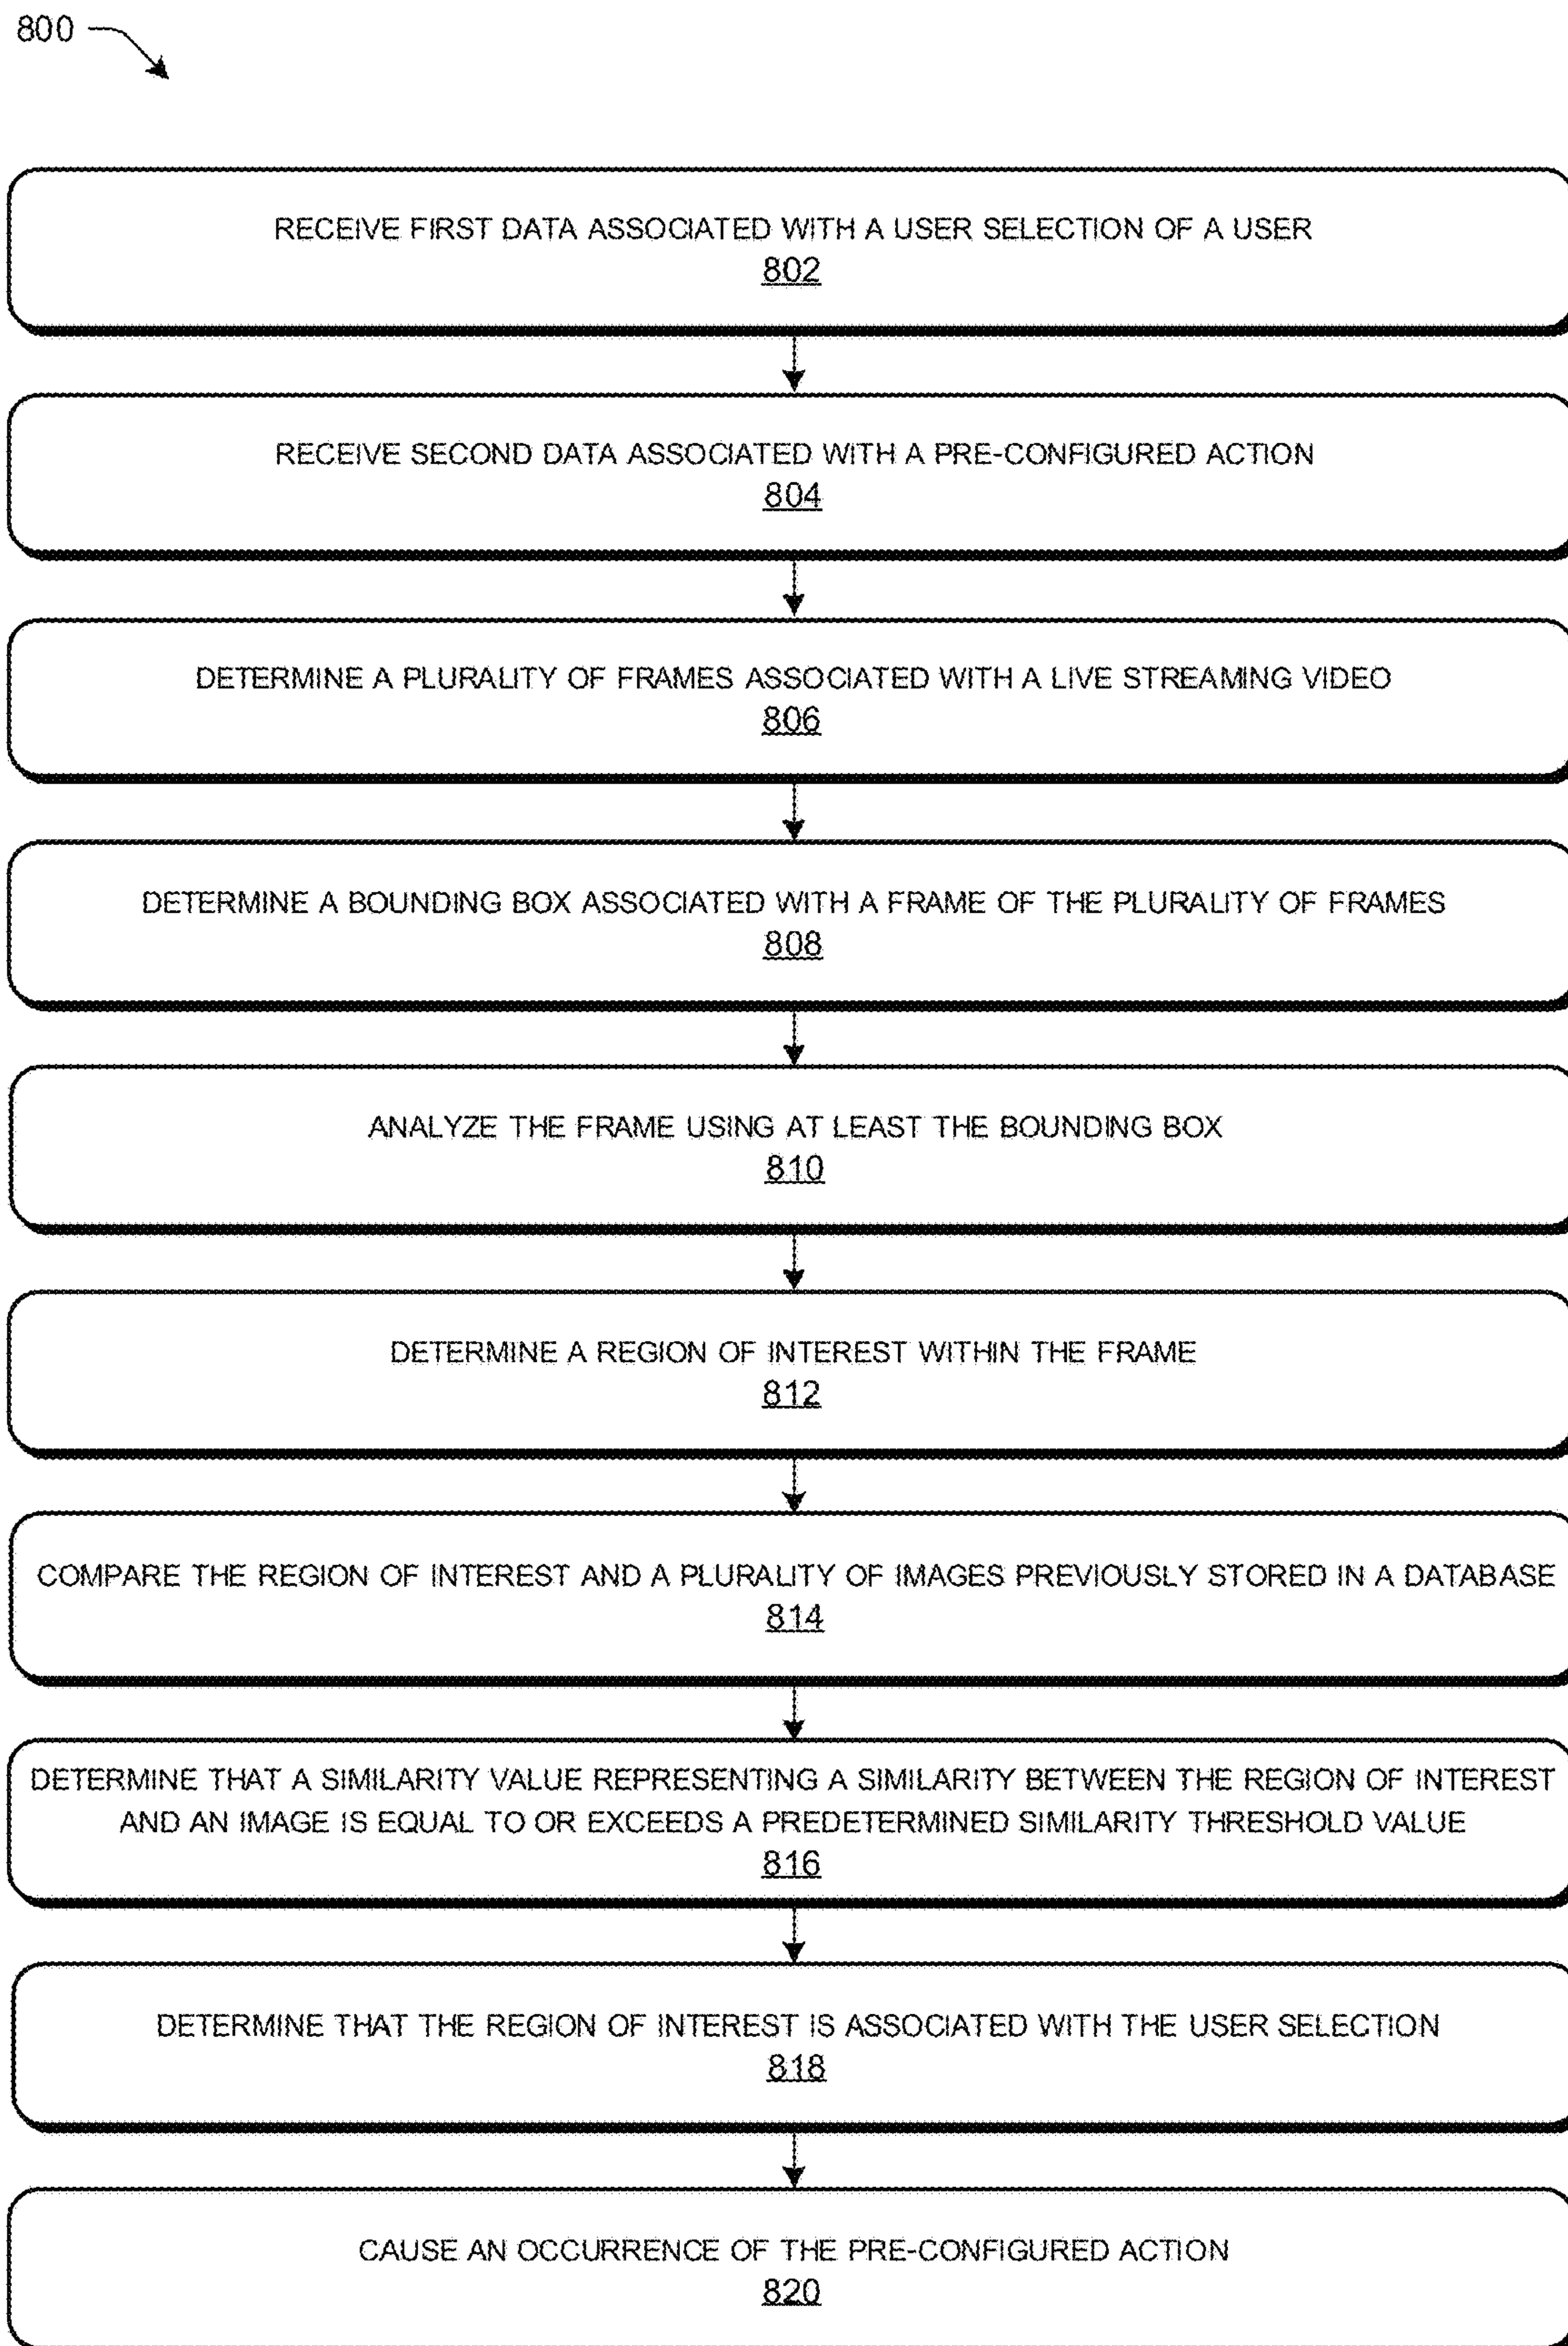 800
RECEIVE FIRST DATA ASSOCIATED WITH A USER SELECTION OF A USER
802
RECEIVE SECOND DATA ASSOCIATED WITH A PRE-CONFIGURED ACTION
804
DETERMINE A PLURALITY OF FRAMES ASSOCIATED WITH A LIVE STREAMING VIDEO
806
DETERMINE A BOUNDING BOX ASSOCIATED WITH A FRAME OF THE PLURALITY OF FRAMES
808
ANALYZE THE FRAME USING AT LEAST THE BOUNDING BOX
810
DETERMINE A REGION OF INTEREST WITHIN THE FRAME
812
COMPARE THE REGION OF INTEREST AND A PLURALITY OF IMAGES PREVIOUSLY STORED IN A DATABASE
814
DETERMINE THAT A SIMILARITY VALUE REPRESENTING A SIMILARITY BETWEEN THE REGION OF INTEREST
AND AN IMAGE IS EQUAL TO OR EXCEEDS A PREDETERMINED SIMILARITY THRESHOLD VALUE
816
DETERMINE THAT THE REGION OF INTEREST IS ASSOCIATED WITH THE USER SELECTION
818
CAUSE AN OCCURRENCE OF THE PRE-CONFIGURED ACTION
820